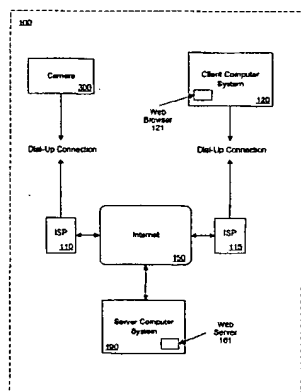 100
Camera
300
Client Computer
System
120
Web
Browser
121
Dial-Up Connection
Dial-Up Connection
ISP
110
Internet
150
ISP
115
Server Computer
System
190
Web
Server
161